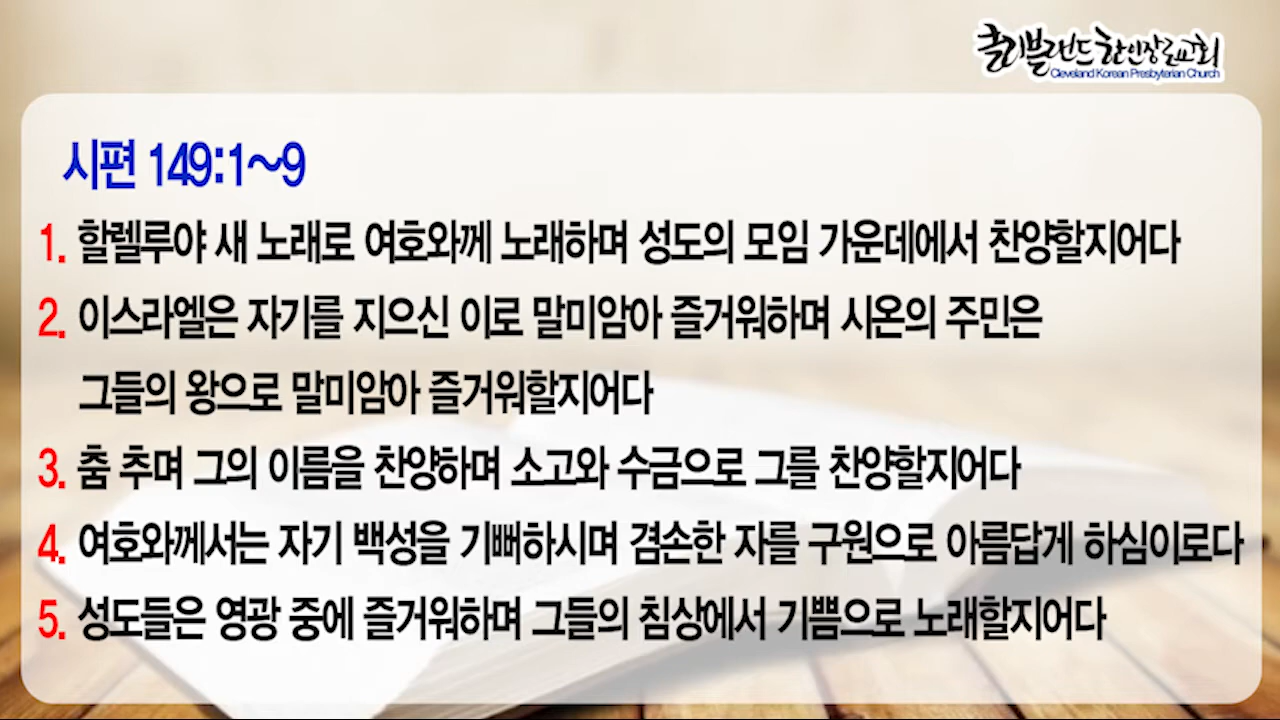 클리블랜드 한인장로교회
Cleveland Korean Presbyterian Church
시편 149:1~9
1. 할렐루야 새 노래로 여호와께 노래하며 성도의 모임 가운데에서 찬양할지어다
2. 이스라엘은 자기를 지으신 이로 말미암아 즐거워하며 시온의 주민은
그들의 왕으로 말미암아 즐거워할지어다
3. 춤 추며 그의 이름을 찬양하며 소고와 수금으로 그를 찬양할지어다
4. 여호와께서는 자기 백성을 기뻐하시며 겸손한 자를 구원으로 아름답게 하심이로다
5. 성도들은 영광 중에 즐거워하며 그들의 침상에서 기쁨으로 노래할지어다